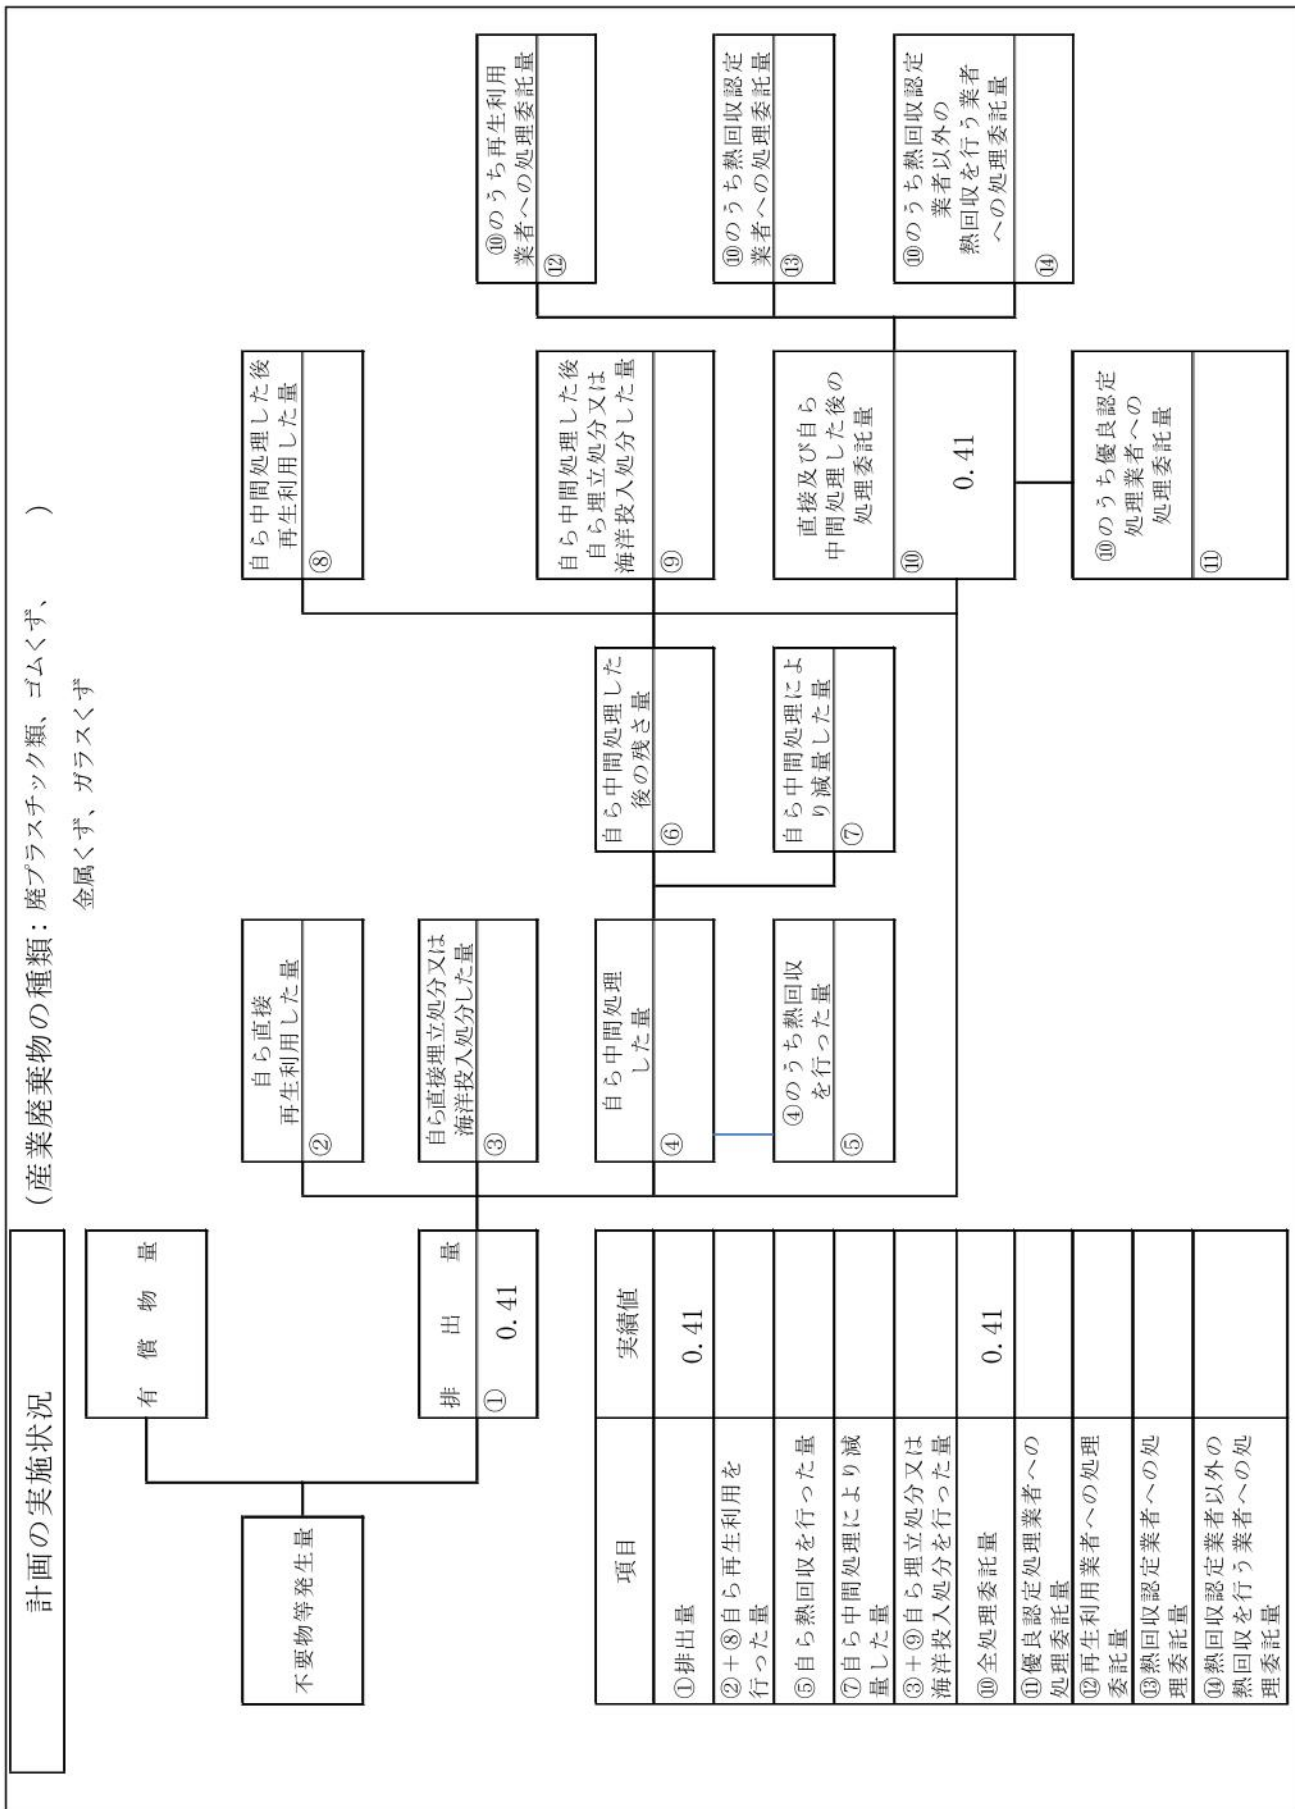 計画の実施状況
（産業廃棄物の種類：廃プラスチック類、ゴムくず、
金属くず、ガラスくず
）
不要物等発生量
有償物量
排出量
①
0.41
自ら直接
再生利用した量
②
自ら直接埋立処分又は
海洋投入処分した量
③
自ら中間処理
した量
④
④のうち熱回収
を行った量
⑤
自ら中間処理した
後の残さ量
⑥
自ら中間処理によ
り減量した量
⑦
自ら中間処理した後
再生利用した量
⑧
自ら中間処理した後
自ら埋立処分又は
海洋投入処分した量
⑨
直接及び自ら
中間処理した後の
処理委託量
⑩
0.41
⑩のうち優良認定
処理業者への
処理委託量
⑪
⑩のうち再生利用
業者への処理委託量
⑫
⑩のうち熱回収認定
業者への処理委託量
⑬
⑩のうち熱回収認定
業者以外の
熱回収を行う業者
への処理委託量
⑭
項目
実績値
①排出量
0.41
②＋⑧自ら再生利用を
行った量
⑤自ら熱回収を行った量
⑦自ら中間処理により減
量した量
③＋⑨自ら埋立処分又は
海洋投入処分を行った量
⑩全処理委託量
0.41
⑪優良認定処理業者への
処理委託量
⑫再生利用業者への処理
委託量
⑬熱回収認定業者への処
理委託量
⑭熱回収認定業者以外の
熱回収を行う業者への処
理委託量